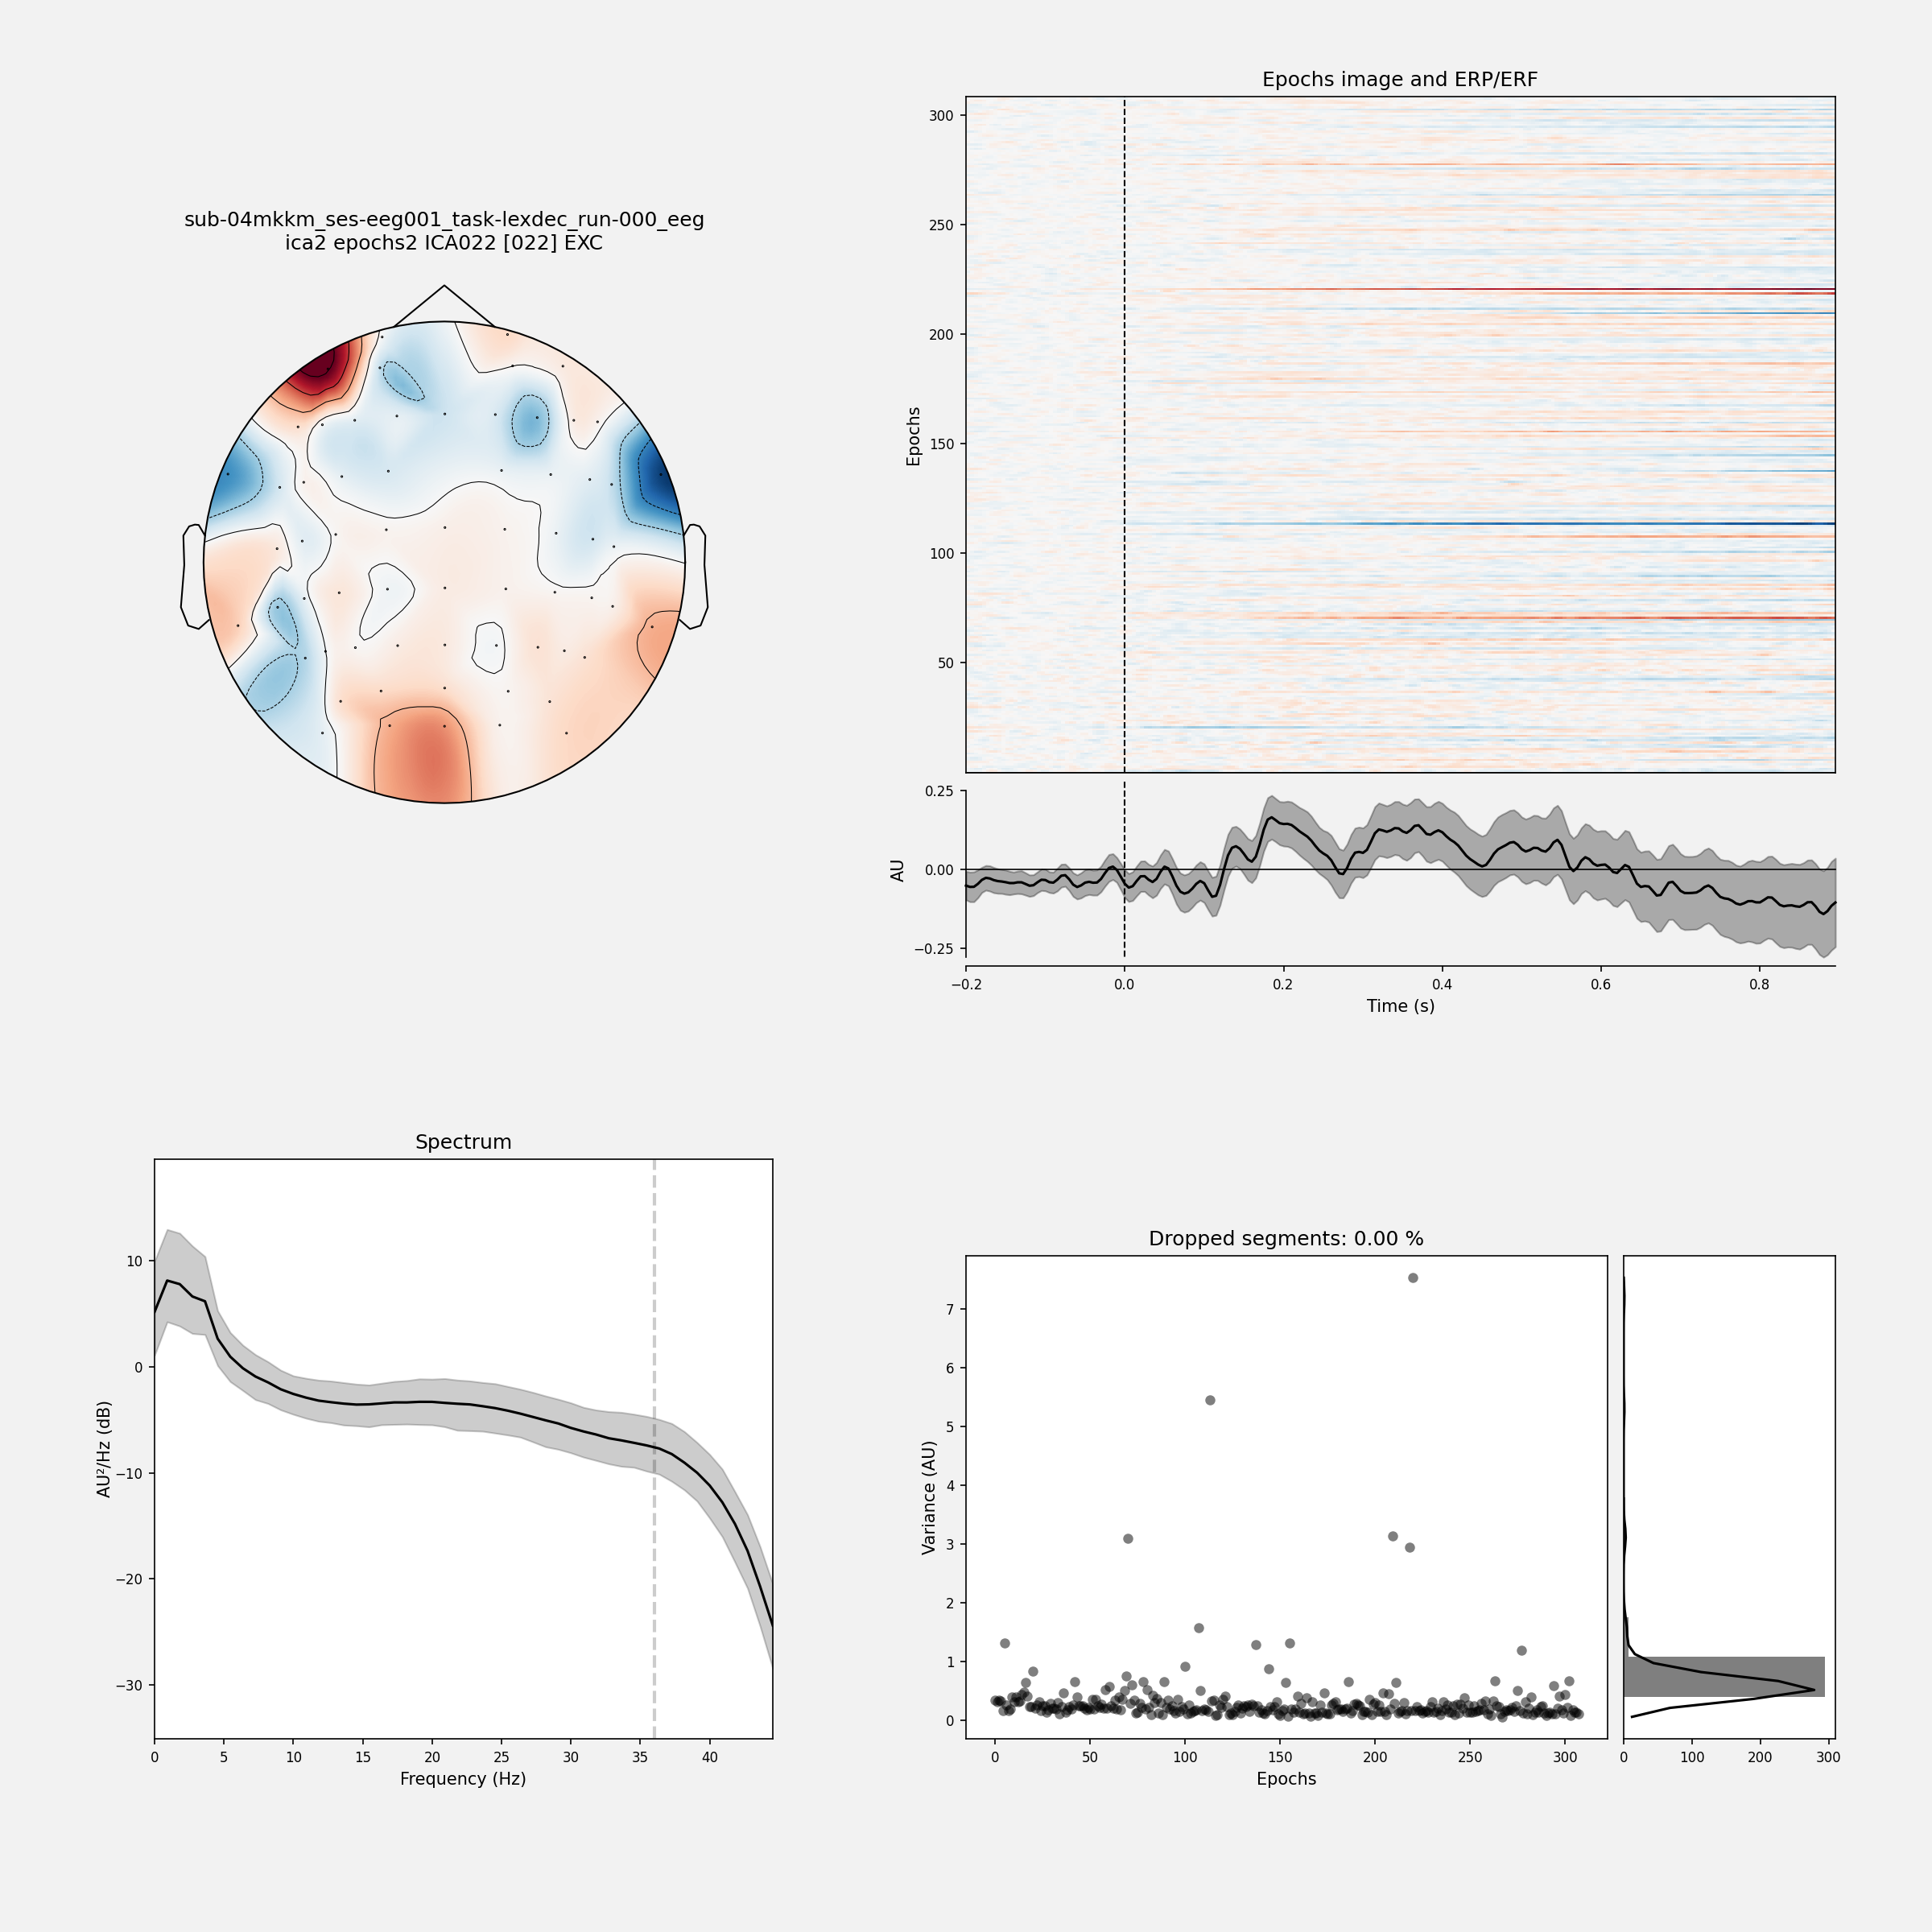 sub-04mkkm_ses-eeg001_task-lexdec_run-000_eeg
ica2 epochs2 ICA022 [022] EXC
Epochs image and ERP/ERF
Epochs
300
250
200
150
100
50
AU
0.25
0.00
−0.25
−0.2 0.0 0.2 0.4 0.6 0.8
Time (s)
Spectrum
AU²/Hz (dB)
10
0
−10
−20
−30
0 5 10 15 20 25 30 35 40
Frequency (Hz)
Dropped segments: 0.00 %
Variance (AU)
7
6
5
4
3
2
1
0
0 50 100 150 200 250 300
Epochs
0 100 200 300